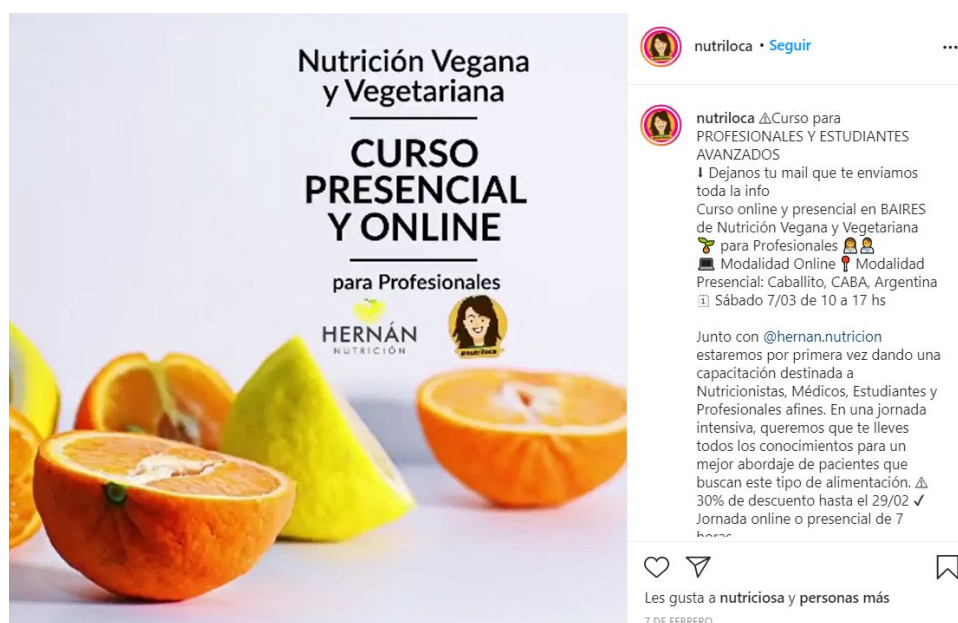 Nutrición Vegana
y Vegetariana
CURSO
PRESENCIAL
Y ONLINE
para Profesionales
HERNÁN
NUTRICIÓN
#nutriloca
nutriloca • Seguir
nutriloca ⚠Curso para
PROFESIONALES Y ESTUDIANTES
AVANZADOS
⬇ Dejanos tu mail que te enviamos
toda la info
Curso online y presencial en BAIRES
de Nutrición Vegana y Vegetariana
🌱 para Profesionales 👩‍⚕️👨‍⚕️
💻 Modalidad Online 📍 Modalidad
Presencial: Caballito, CABA, Argentina
🗓 Sábado 7/03 de 10 a 17 hs
Junto con @hernan.nutricion
estaremos por primera vez dando una
capacitación destinada a
Nutricionistas, Médicos, Estudiantes y
Profesionales afines. En una jornada
intensiva, queremos que te lleves
todos los conocimientos para un
mejor abordaje de pacientes que
buscan este tipo de alimentación. ⚠
30% de descuento hasta el 29/02 ✔
Jornada online o presencial de 7
horas
Les gusta a nutriciosa y personas más
7 DE FEBRERO